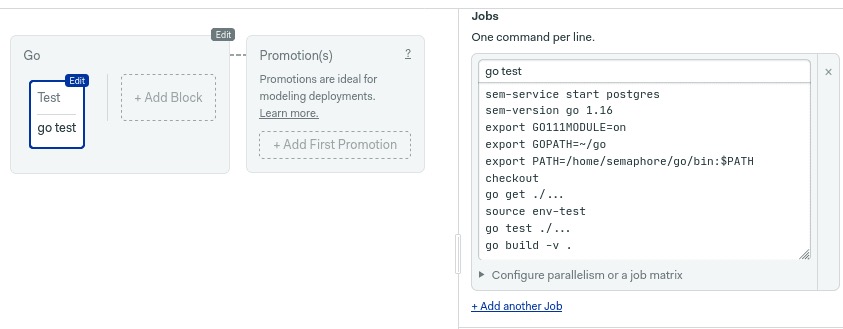 Edit
Go
Edit
Test
go test
+ Add Block
Promotion(s)
?
Promotions are ideal for
modeling deployments.
Learn more.
+ Add First Promotion
Jobs
One command per line.
go test
×
sem-service start postgres
sem-version go 1.16
export GO111MODULE=on
export GOPATH=~/go
export PATH=/home/semaphore/go/bin:$PATH
checkout
go get ./...
source env-test
go test ./...
go build -v .
Configure parallelism or a job matrix
+ Add another Job